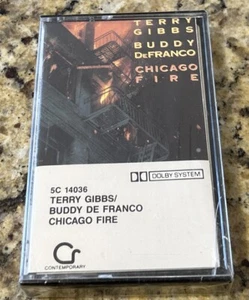 TERRY
GIBBS
BUDDY
DeFRANCO
CHICAGO
FIRE
DOLBY SYSTEM
5C 14036
TERRY GIBBS/
BUDDY DE FRANCO
CHICAGO FIRE
CONTEMPORARY